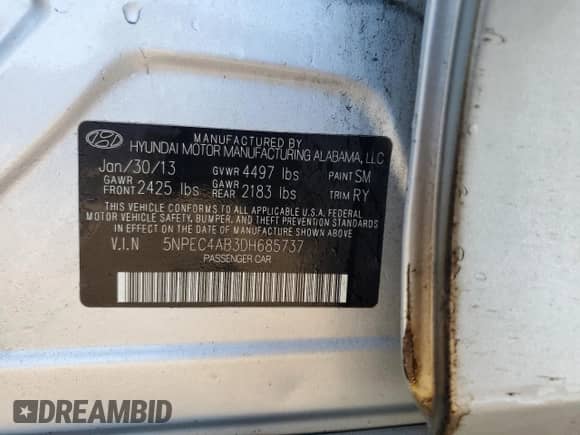 MANUFACTURED BY
HYUNDAI MOTOR MANUFACTURING ALABAMA, LLC
Jan/30/13 GVWR 4497 lbs PAINT SM
GAWR FRONT 2425 lbs GAWR REAR 2183 lbs TRIM RY
THIS VEHICLE CONFORMS TO ALL APPLICABLE U.S.A. FEDERAL
MOTOR VEHICLE SAFETY, BUMPER, AND THEFT PREVENTION STANDARDS
IN EFFECT ON THE DATE OF MANUFACTURE SHOWN ABOVE.
V.I.N 5NPEC4AB3DH685737
PASSENGER CAR
DREAMBID